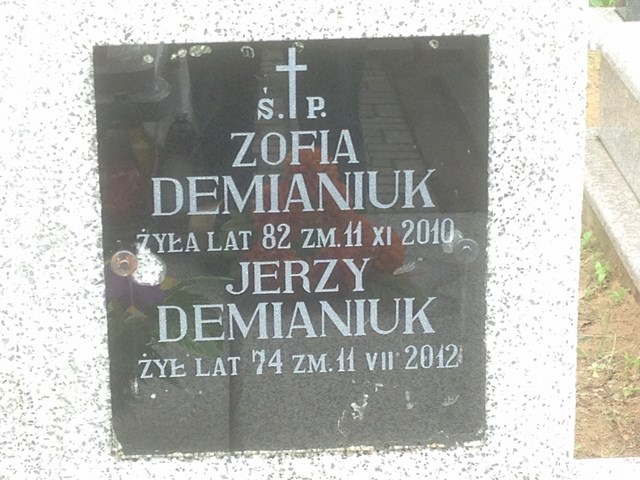 Ś. P.
ZOFIA
DEMIANIUK
ŻYŁA LAT 82 ZM. 11 XI 2010
JERZY
DEMIANIUK
ŻYŁ LAT 74 ZM. 11 VII 2012